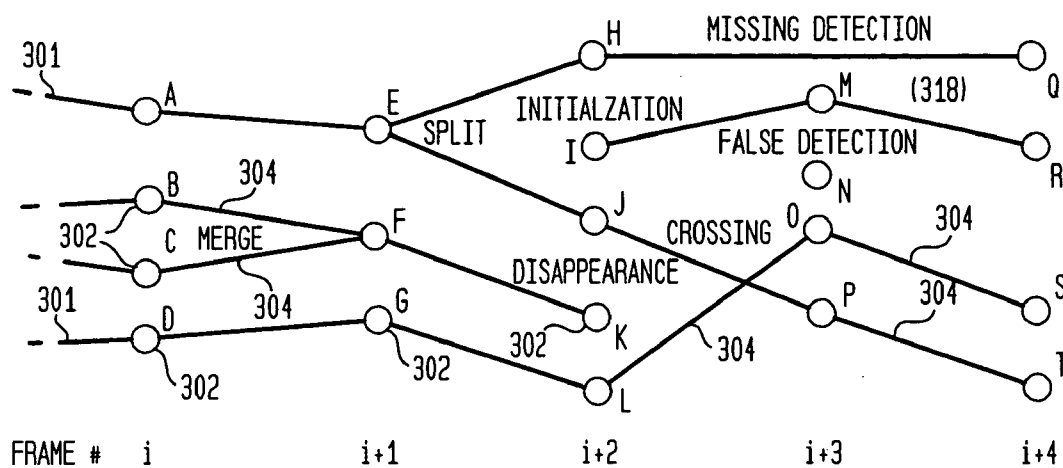 H
MISSING DETECTION
Q
301
A
E
SPLIT
INITIALZATION
I
M
(318)
R
FALSE DETECTION
N
B
304
302
C
MERGE
304
F
J
CROSSING
O
304
S
DISAPPEARANCE
301
D
302
G
302
302
K
304
P
304
L
T
FRAME # i i+1 i+2 i+3 i+4